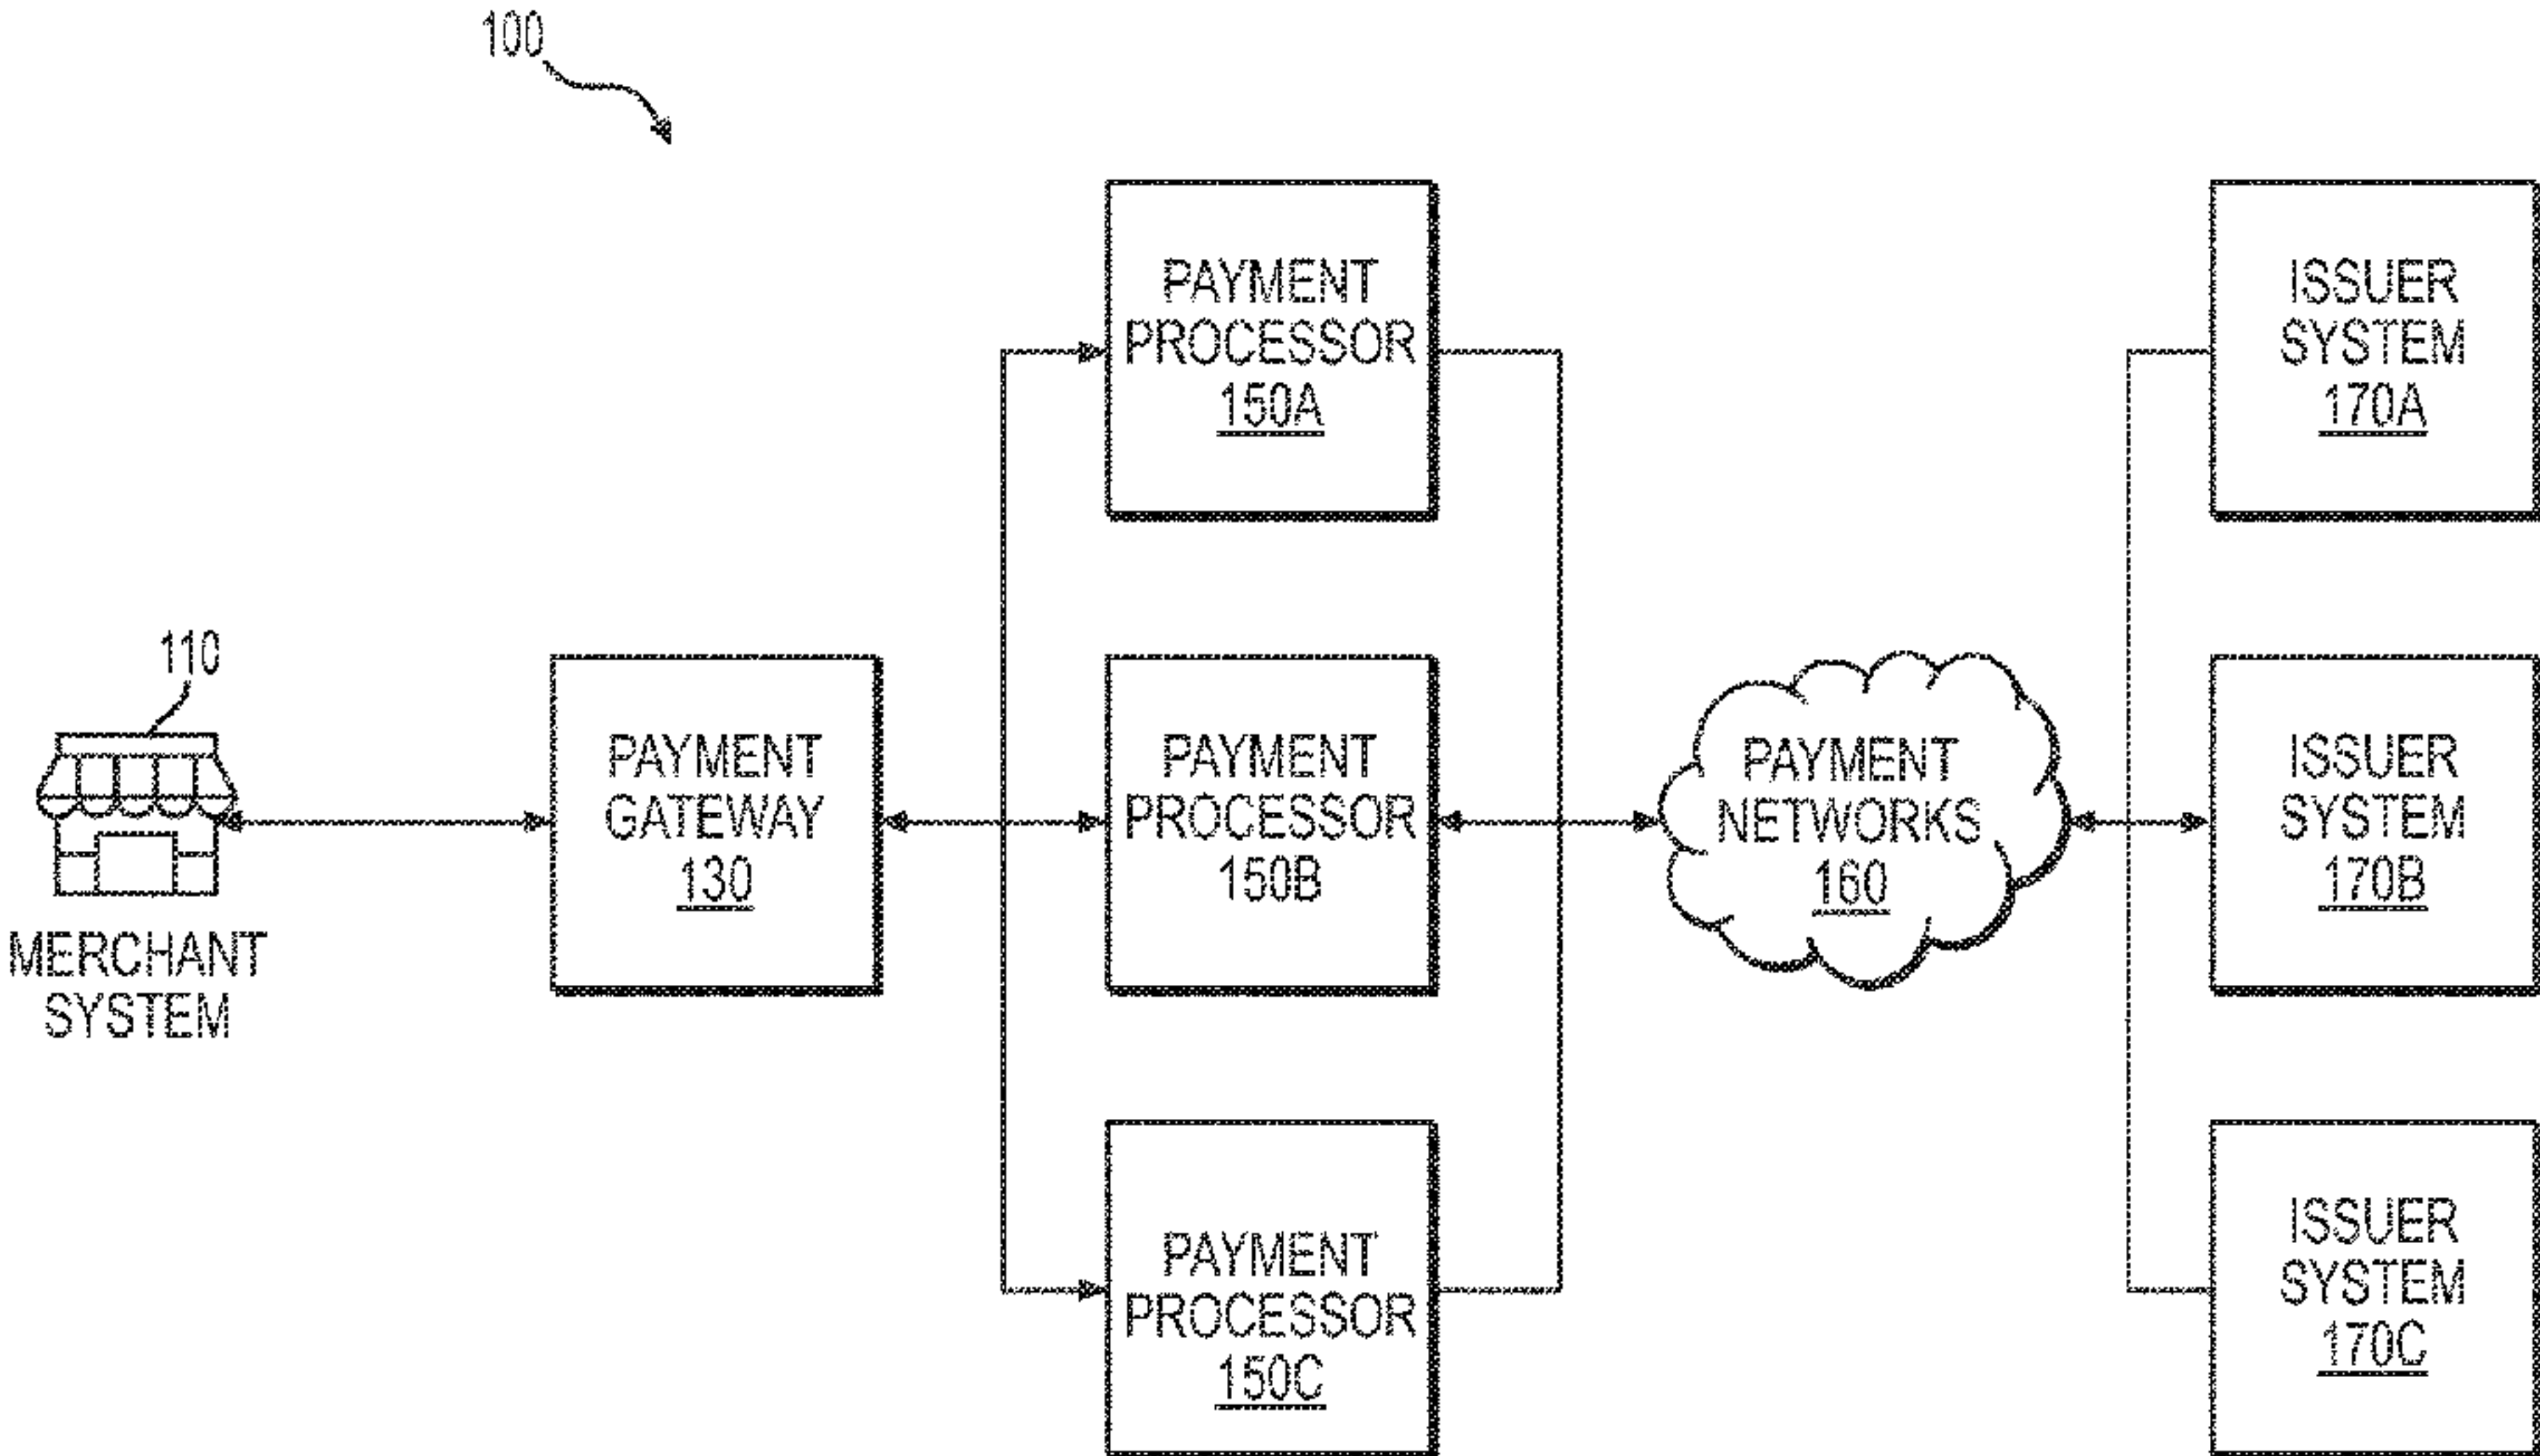 100
110
MERCHANT
SYSTEM
PAYMENT
GATEWAY
130
PAYMENT
PROCESSOR
150A
PAYMENT
PROCESSOR
150B
PAYMENT
PROCESSOR
150C
PAYMENT
NETWORKS
160
ISSUER
SYSTEM
170A
ISSUER
SYSTEM
170B
ISSUER
SYSTEM
170C